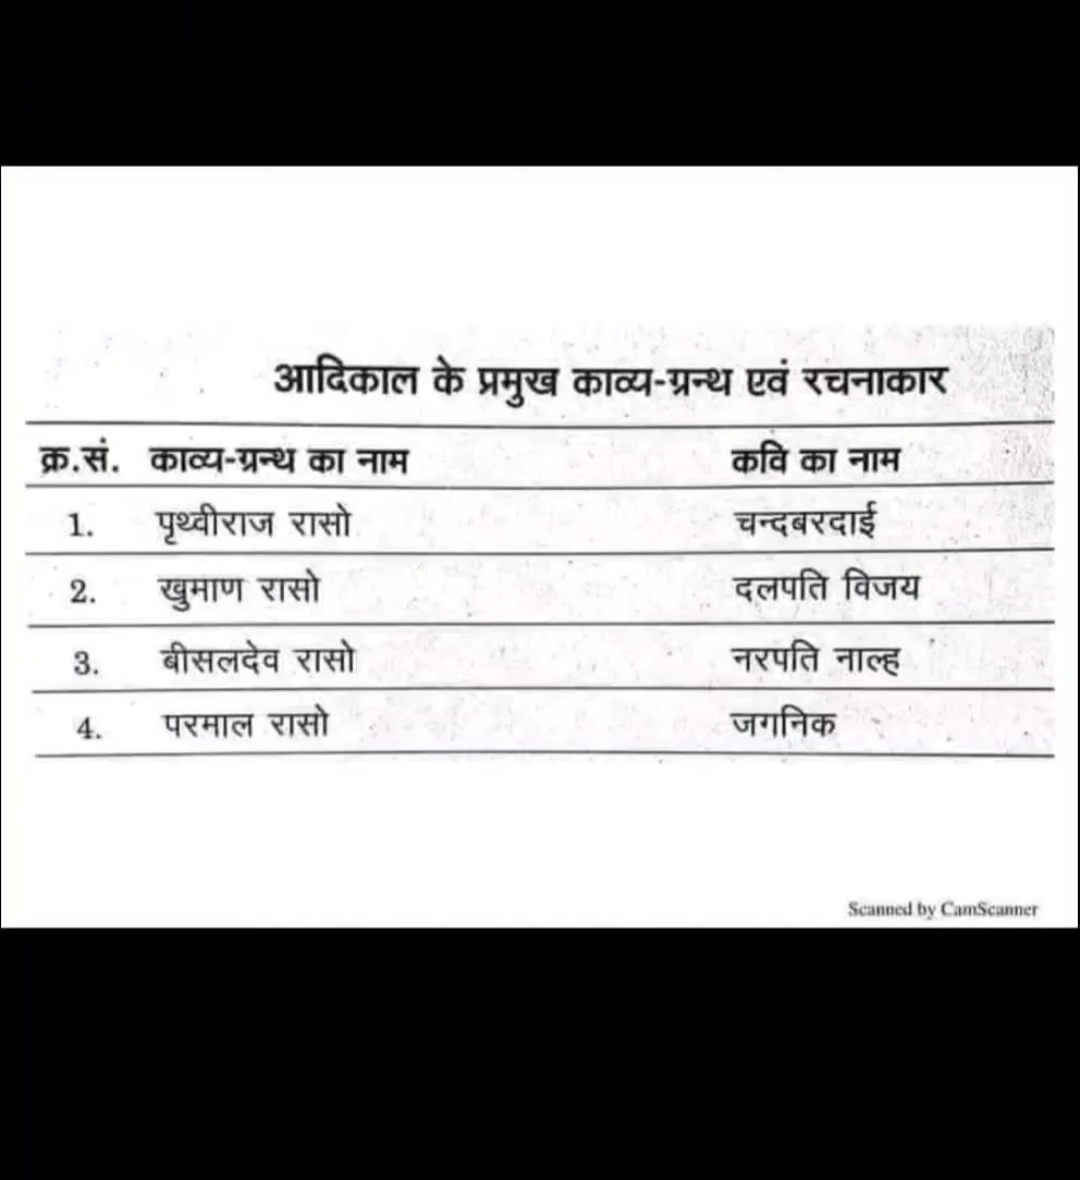 आदिकाल के प्रमुख काव्य-ग्रन्थ एवं रचनाकार
क्र.सं. काव्य-ग्रन्थ का नाम कवि का नाम
1. पृथ्वीराज रासो चन्दबरदाई
2. खुमाण रासो दलपति विजय
3. बीसलदेव रासो नरपति नाल्ह
4. परमाल रासो जगनिक
Scanned by CamScanner